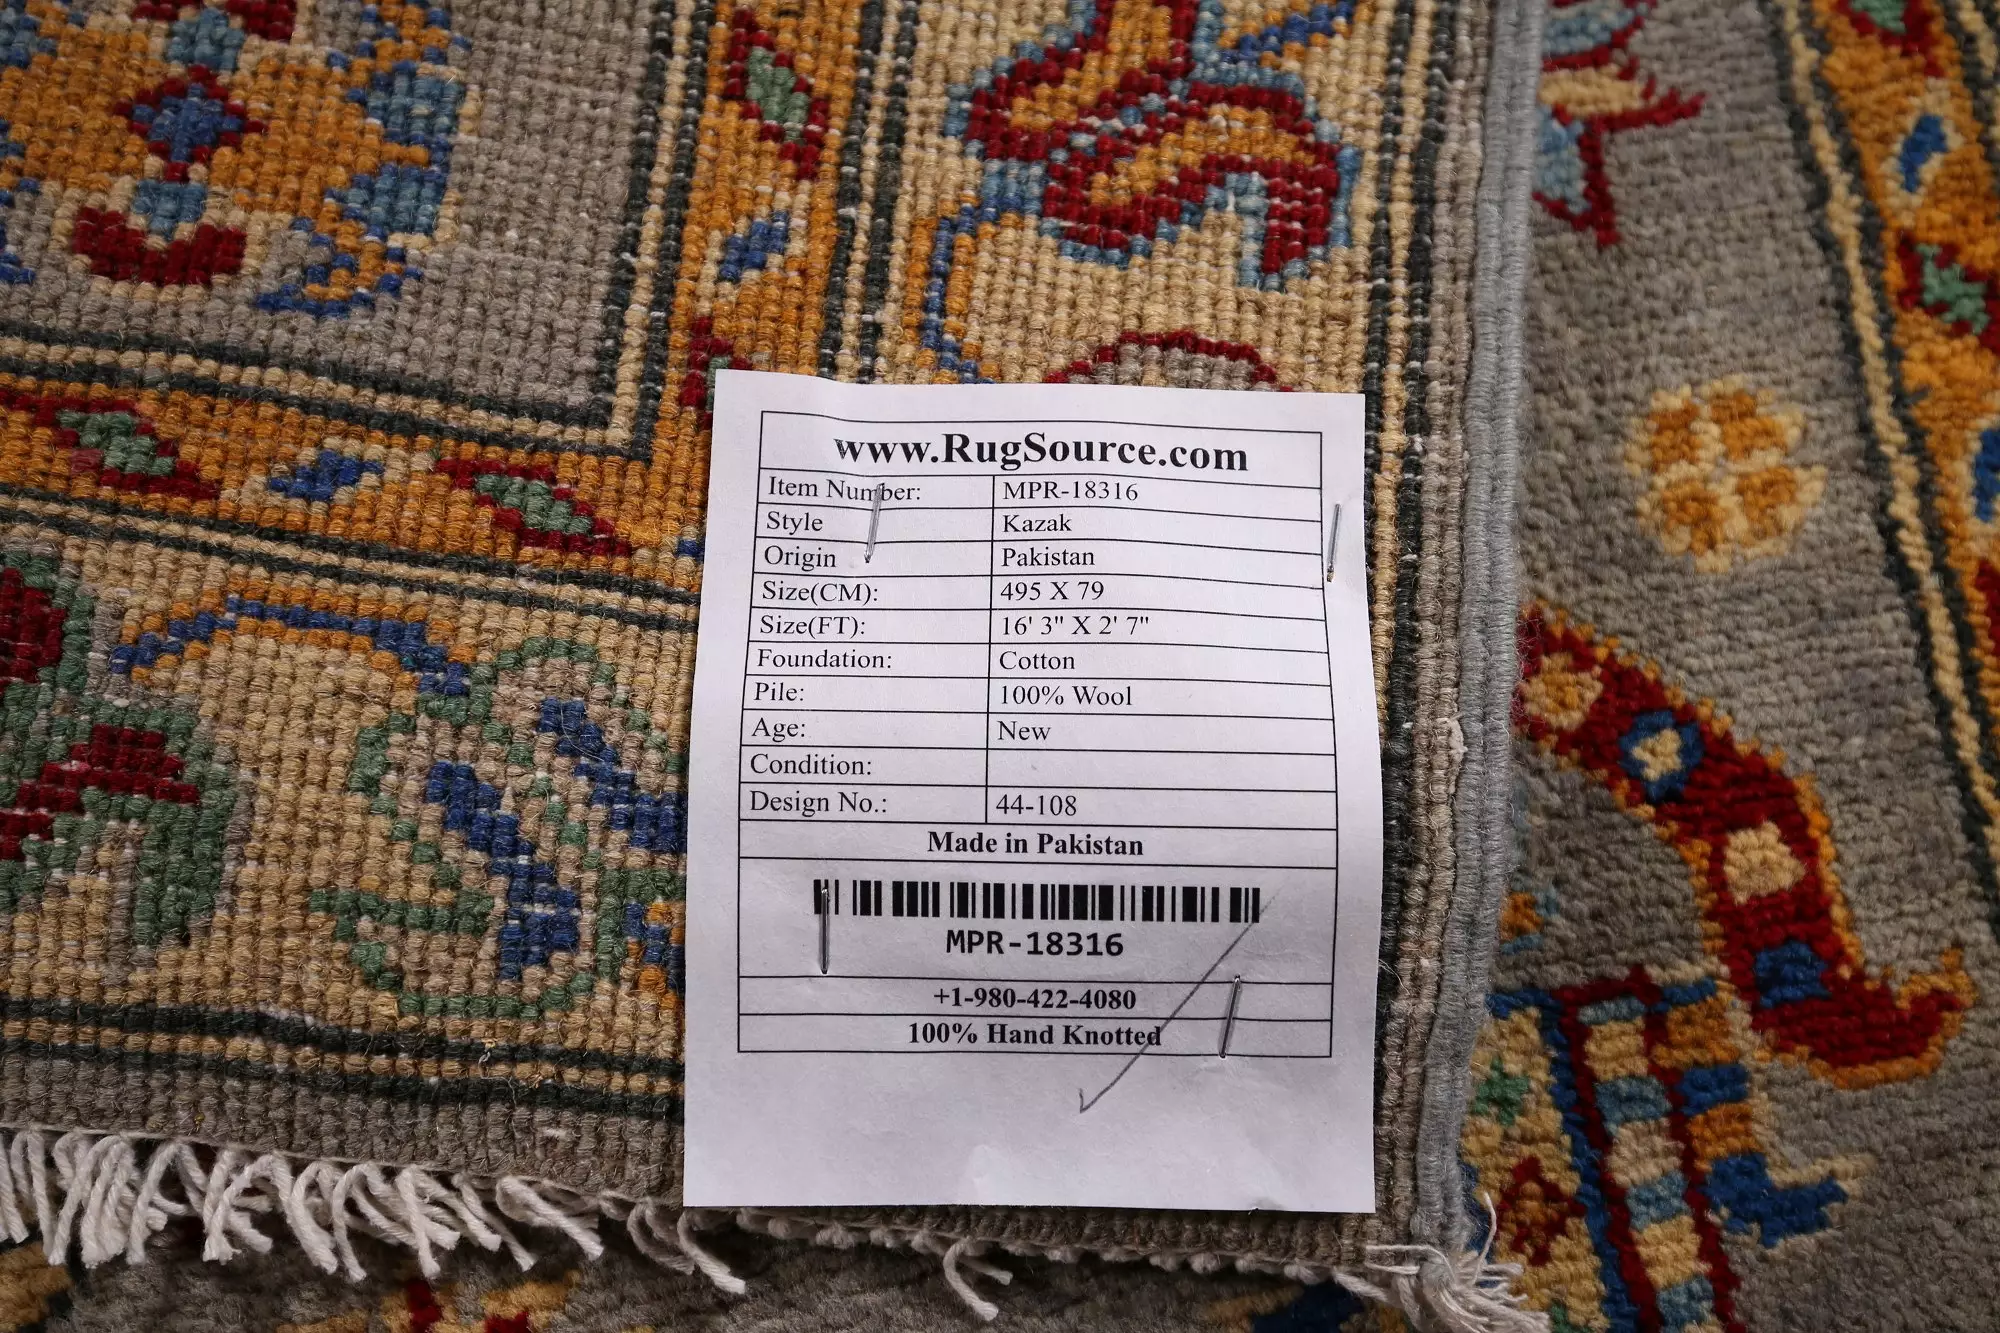 www.RugSource.com
Item Number: MPR-18316
Style Kazak
Origin Pakistan
Size(CM): 495 X 79
Size(FT): 16' 3" X 2' 7"
Foundation: Cotton
Pile: 100% Wool
Age: New
Condition:
Design No.: 44-108
Made in Pakistan
MPR-18316
+1-980-422-4080
100% Hand Knotted